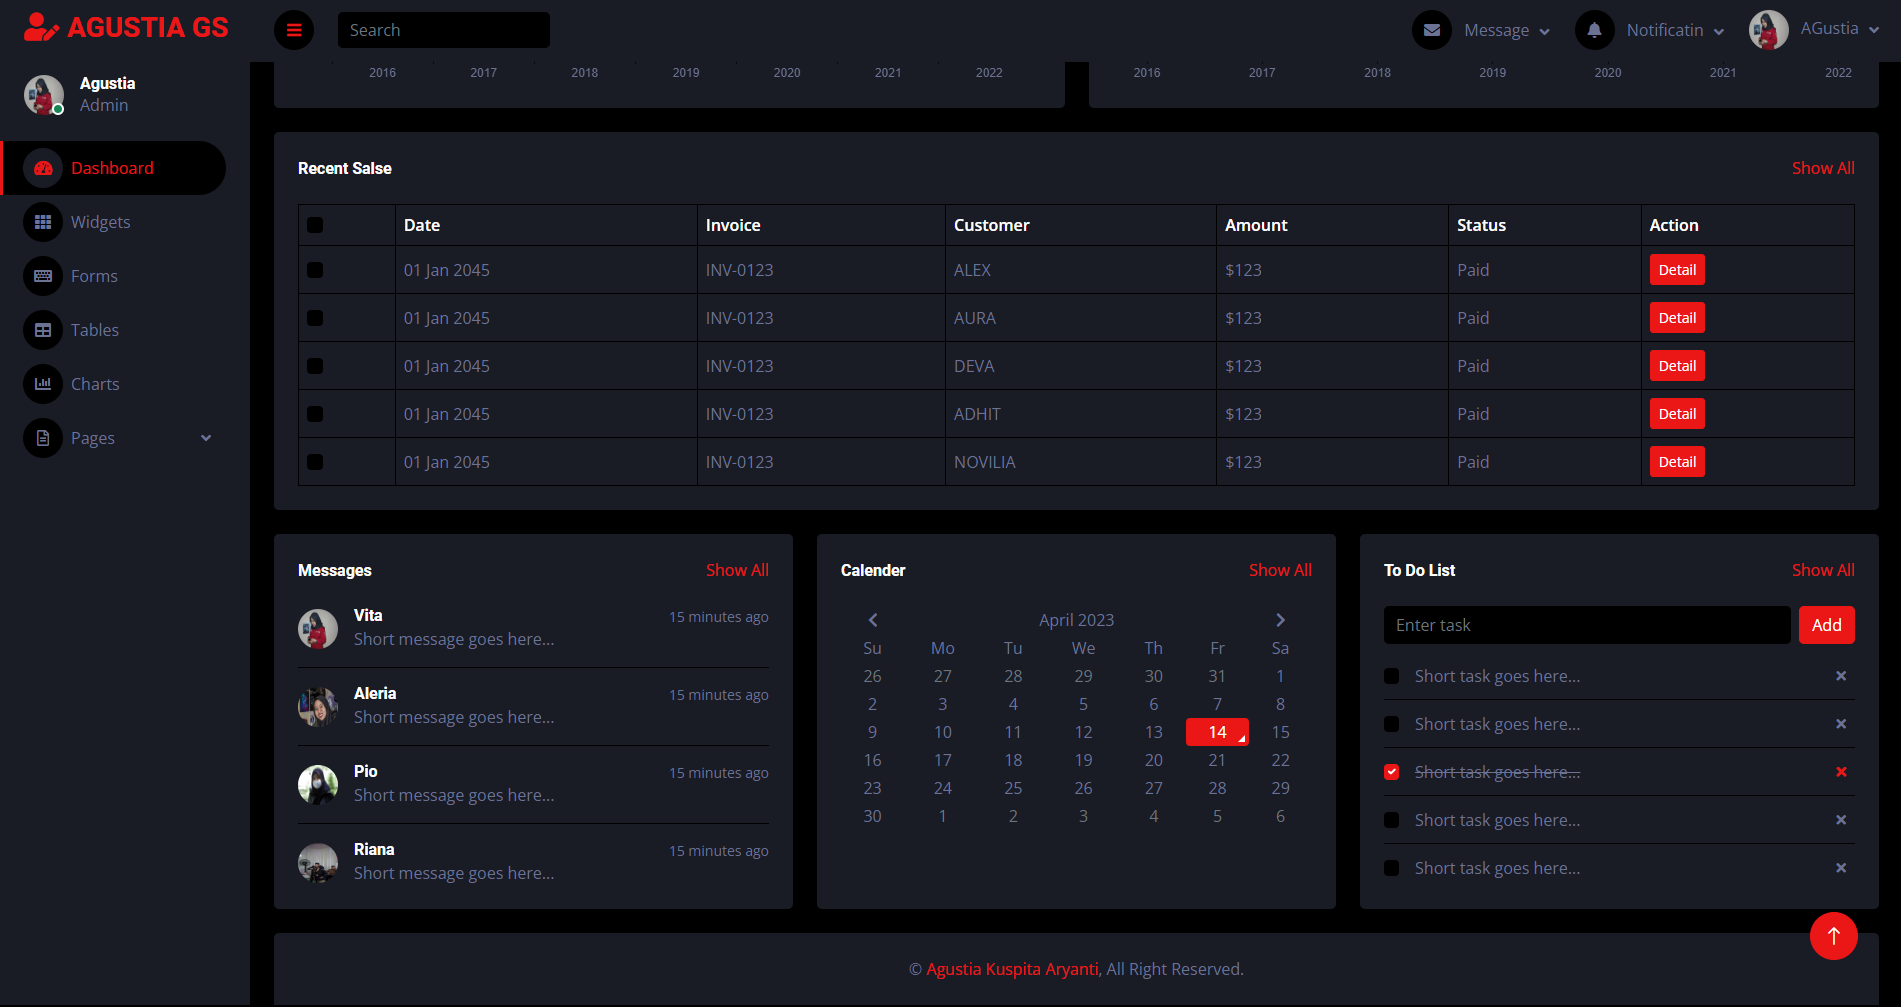 AGUSTIA GS
Search
Message
Notificatin
AGustia
Agustia
Admin
Dashboard
Widgets
Forms
Tables
Charts
Pages
2016 2017 2018 2019 2020 2021 2022
2016 2017 2018 2019 2020 2021 2022
Recent Salse Show All
Date Invoice Customer Amount Status Action
01 Jan 2045 INV-0123 ALEX $123 Paid Detail
01 Jan 2045 INV-0123 AURA $123 Paid Detail
01 Jan 2045 INV-0123 DEVA $123 Paid Detail
01 Jan 2045 INV-0123 ADHIT $123 Paid Detail
01 Jan 2045 INV-0123 NOVILIA $123 Paid Detail
Messages Show All
Vita 15 minutes ago
Short message goes here...
Aleria 15 minutes ago
Short message goes here...
Pio 15 minutes ago
Short message goes here...
Riana 15 minutes ago
Short message goes here...
Calender Show All
April 2023
Su Mo Tu We Th Fr Sa
26 27 28 29 30 31 1
2 3 4 5 6 7 8
9 10 11 12 13 14 15
16 17 18 19 20 21 22
23 24 25 26 27 28 29
30 1 2 3 4 5 6
To Do List Show All
Enter task Add
Short task goes here...
Short task goes here...
Short task goes here...
Short task goes here...
Short task goes here...
© Agustia Kuspita Aryanti, All Right Reserved.